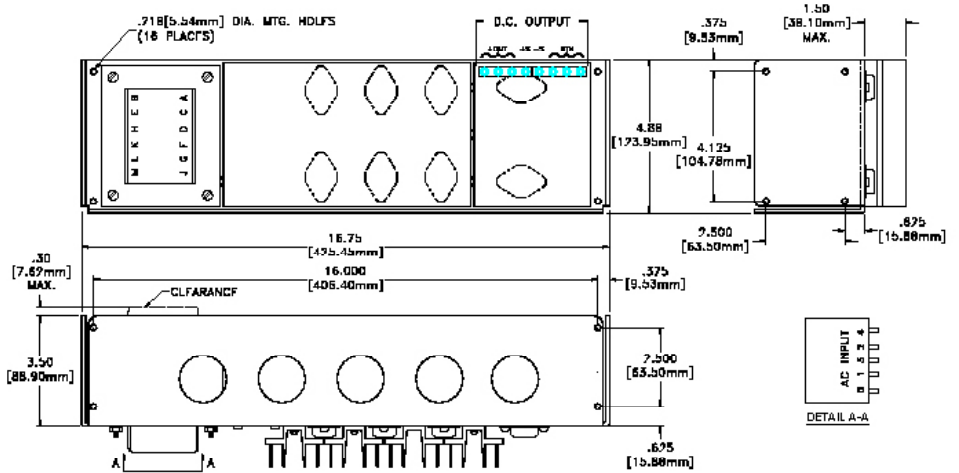 .218[5.54mm] DIA. MTG. HOLES
(16 PLACES)
D.C. OUTPUT
.375
[9.53mm]
1.50
[38.10mm]
MAX.
M L K H E B
J G F D C A
4.88
[123.95mm]
4.125
[104.78mm]
2.500
[63.50mm]
.625
[15.88mm]
16.75
[425.45mm]
.30
[7.62mm]
MAX.
16.000
[406.40mm]
.375
[9.53mm]
CLEARANCE
3.50
[88.90mm]
2.500
[63.50mm]
AC INPUT
DETAIL A-A
A A
.625
[15.88mm]